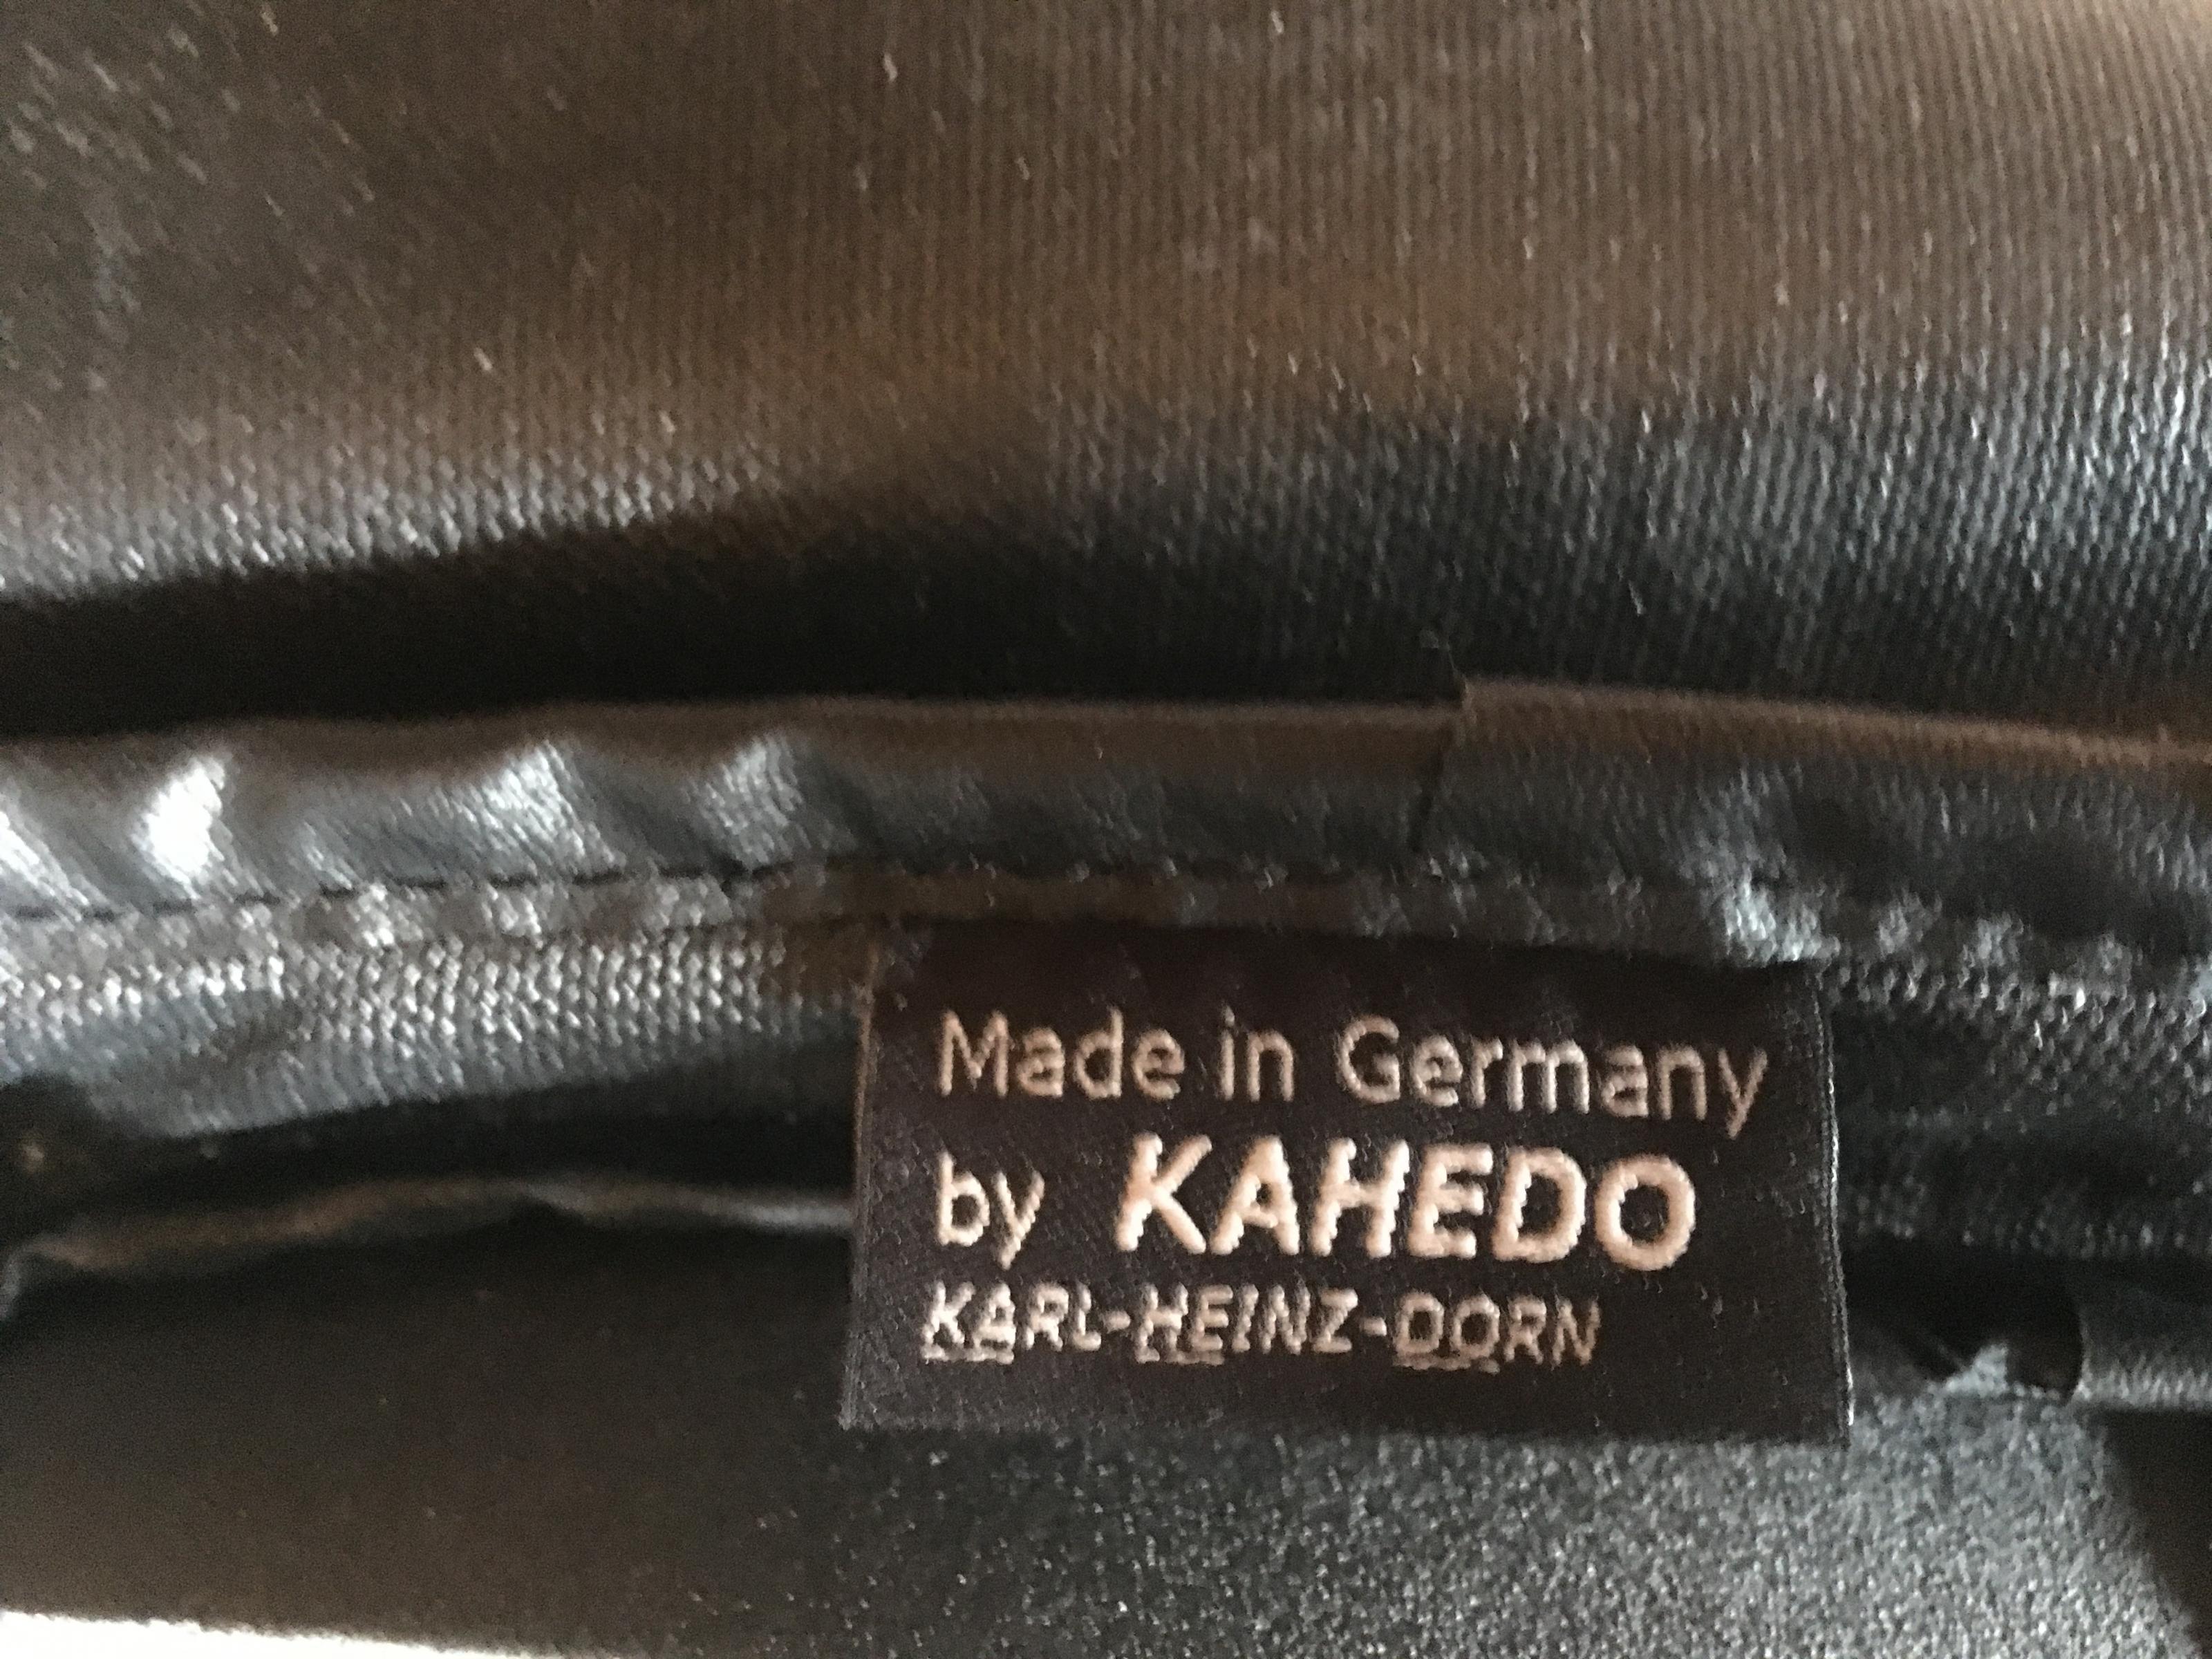 Made in Germany
by KAHEDO
KARL-HEINZ-DORN